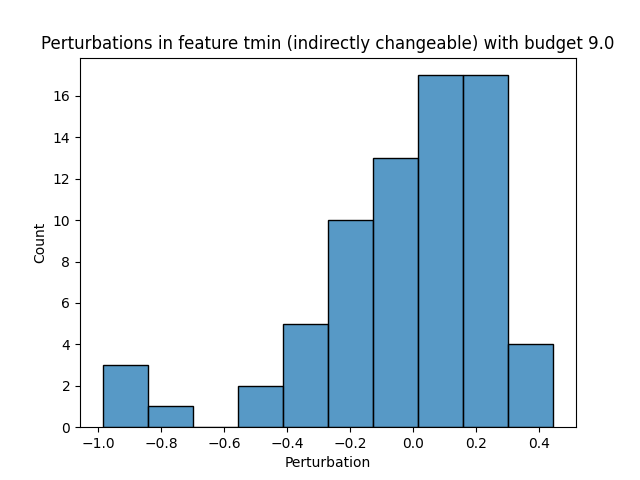 Perturbations in feature tmin (indirectly changeable) with budget 9.0
16
14
12
10
8
6
4
2
0
Count
−1.0 −0.8 −0.6 −0.4 −0.2 0.0 0.2 0.4
Perturbation